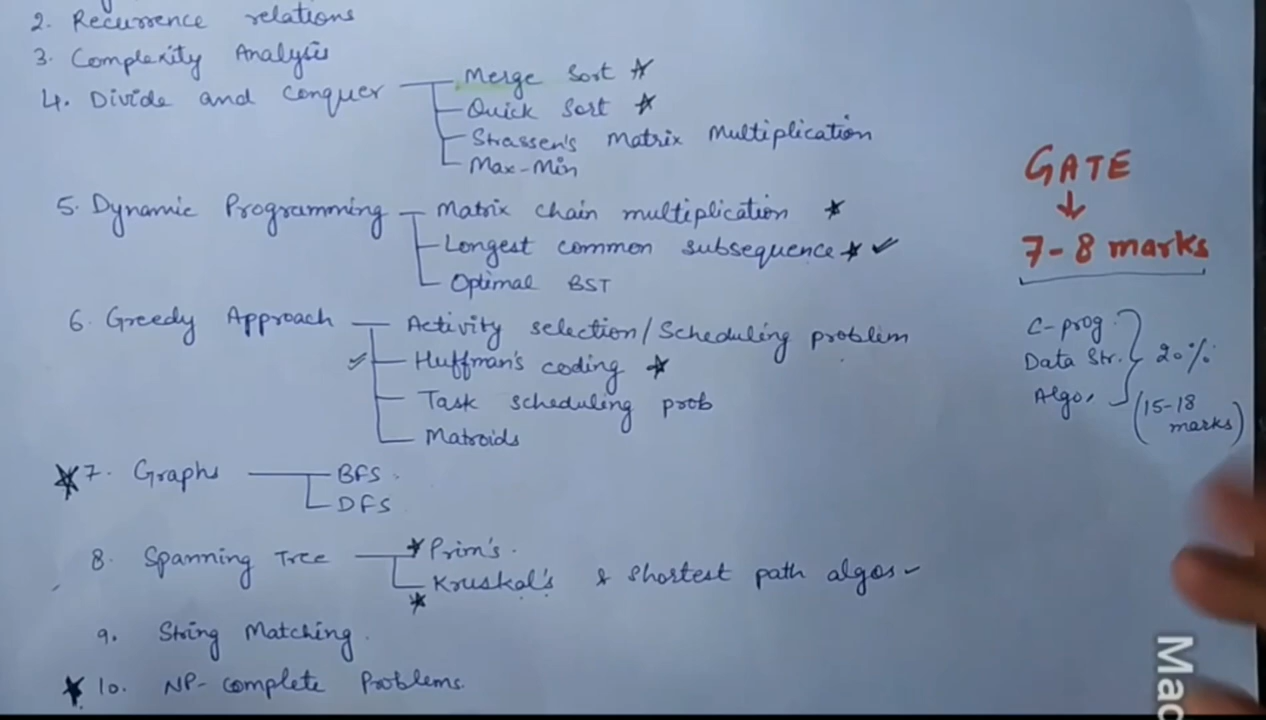 2. Recurrence relations
3. Complexity Analysis
4. Divide and conquer
Merge Sort ☆
Quick Sort ☆
Strassen's Matrix Multiplication
Max-Min
5. Dynamic Programming
Matrix chain multiplication ★
Longest common subsequence ★ ✓
Optimal BST
6. Greedy Approach
Activity selection/Scheduling problem
✓ Huffman's coding ★
Task scheduling prob
Matroids
★ 7. Graphs
BFS.
DFS
8. Spanning Tree
★ Prim's.
Kruskal's & shortest path algos ✓
★
9. String Matching.
★ 10. NP-complete Problems.
GATE
↓
7-8 marks
C-prog.
Data Str.
Algo.
20%
(15-18
marks)
Mad